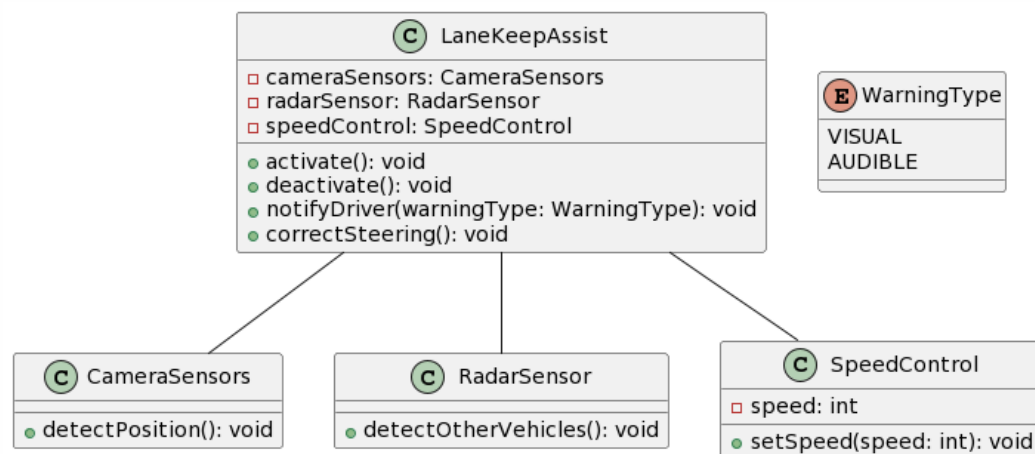 C LaneKeepAssist
cameraSensors: CameraSensors
radarSensor: RadarSensor
speedControl: SpeedControl
activate(): void
deactivate(): void
notifyDriver(warningType: WarningType): void
correctSteering(): void
E WarningType
VISUAL
AUDIBLE
C CameraSensors
detectPosition(): void
C RadarSensor
detectOtherVehicles(): void
C SpeedControl
speed: int
setSpeed(speed: int): void